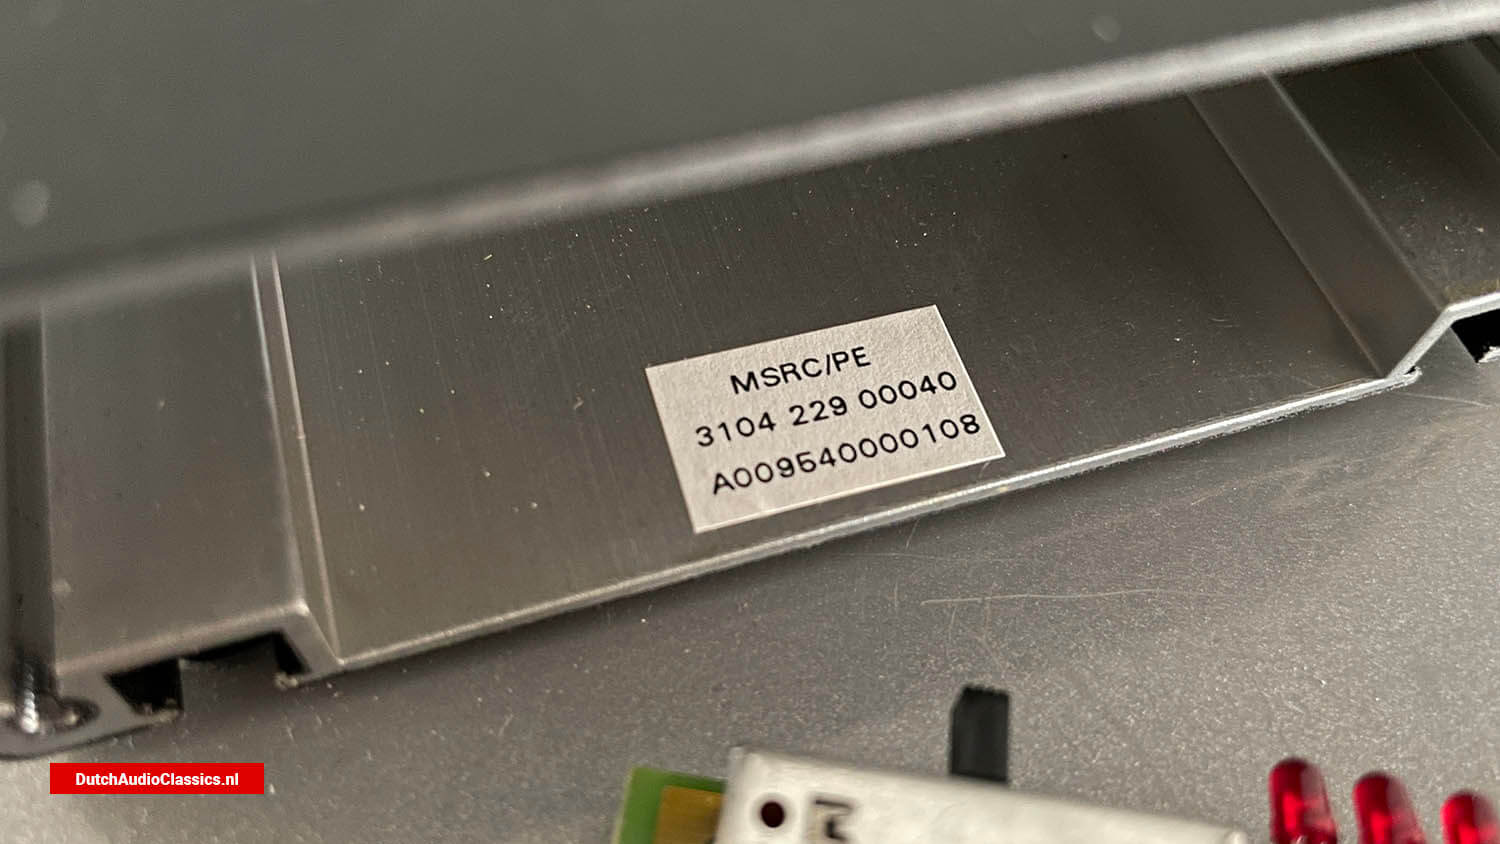 MSRC/PE
3104 229 00040
A009540000108
DutchAudioClassics.nl